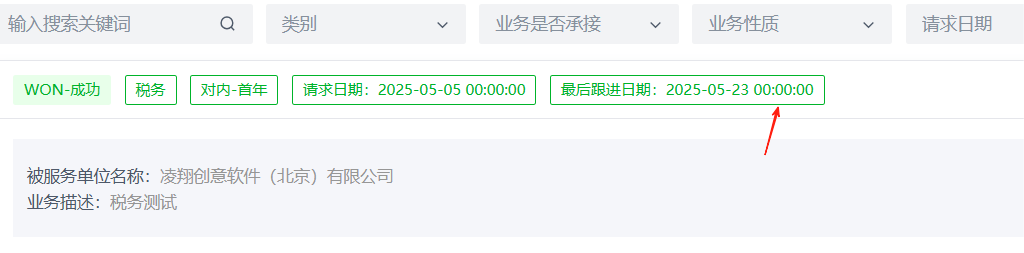 输入搜索关键词 类别 业务是否承接 业务性质 请求日期
WON-成功 税务 对内-首年 请求日期：2025-05-05 00:00:00 最后跟进日期：2025-05-23 00:00:00
被服务单位名称：凌翔创意软件（北京）有限公司
业务描述：税务测试